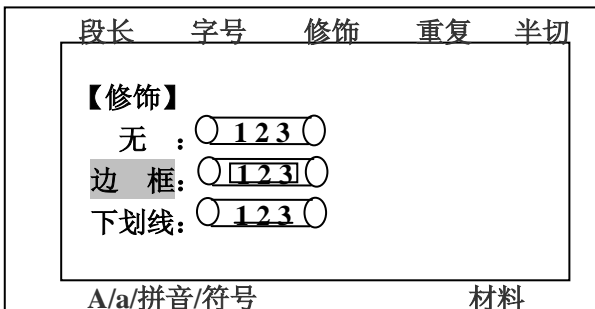 段长 字号 修饰 重复 半切
【修饰】
无 ：123
边 框：123
下划线：123
A/a/拼音/符号 材料